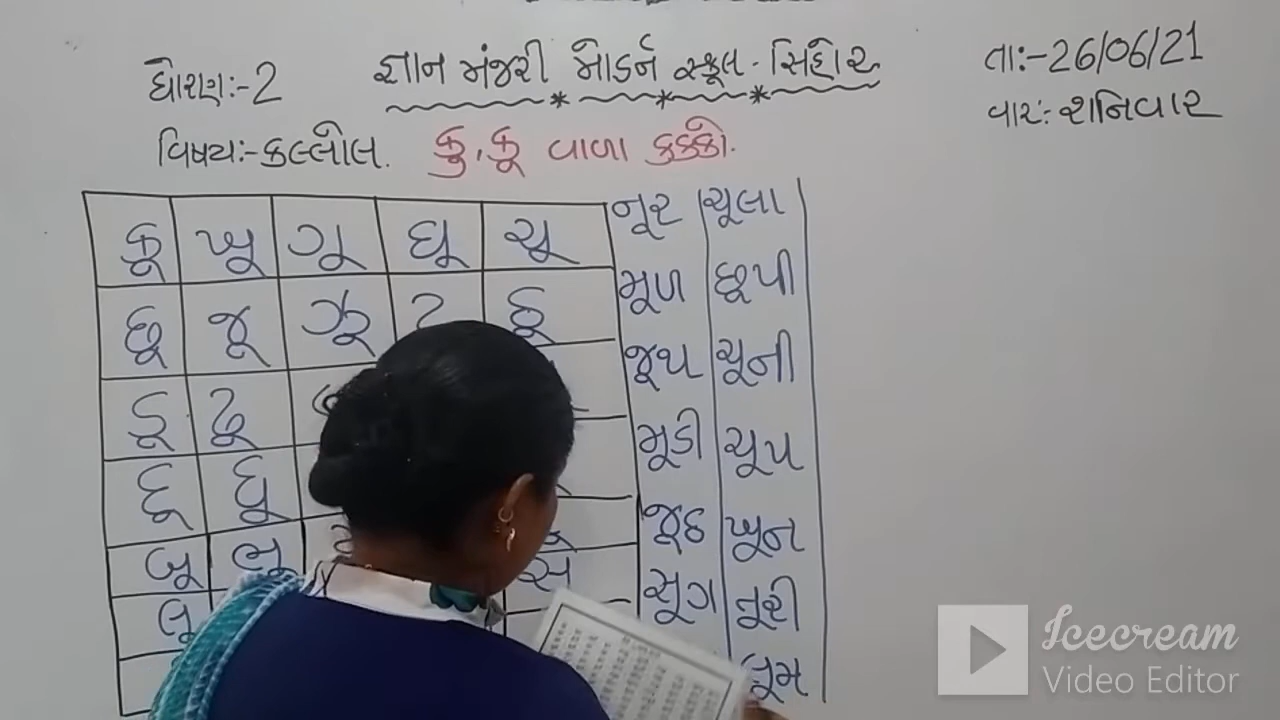 જ્ઞાન મંજરી મોડર્ન સ્કૂલ - સિહોર
ધોરણઃ-2
તાઃ-26/06/21
વારઃ- શનિવાર
વિષયઃ-કલ્લોલ. કુ,કૂ વાળા કક્કો.
કૂ ખૂ ગૂ ઘૂ ચૂ
છૂ જૂ ઝૂ ઠૂ
ડૂ ઢૂ
દૂ ધૂ
બૂ ભૂ
લૂ
નૂર ચૂલા
મૂળ છૂપી
જૂથ ચૂની
મૂડી ચૂપ
જૂઠ ખૂન
સૂગ નૂરી
લૂમ
Icecream
Video Editor